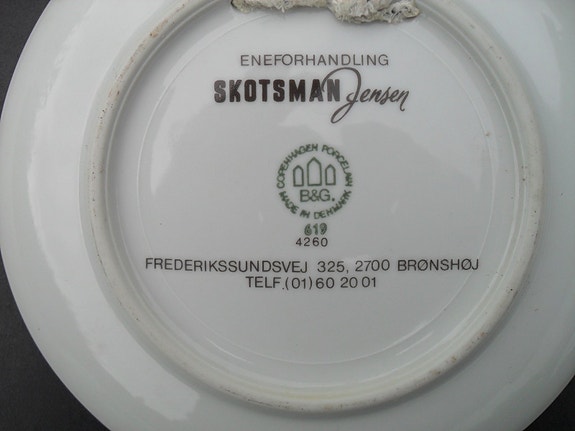 ENEFORHANDLING
SKOTSMAN Jensen
COPENHAGEN PORCELAIN
B&G.
MADE IN DENMARK
619
4260
FREDERIKSSUNDSVEJ 325, 2700 BRØNSHØJ
TELF.(01)60 20 01